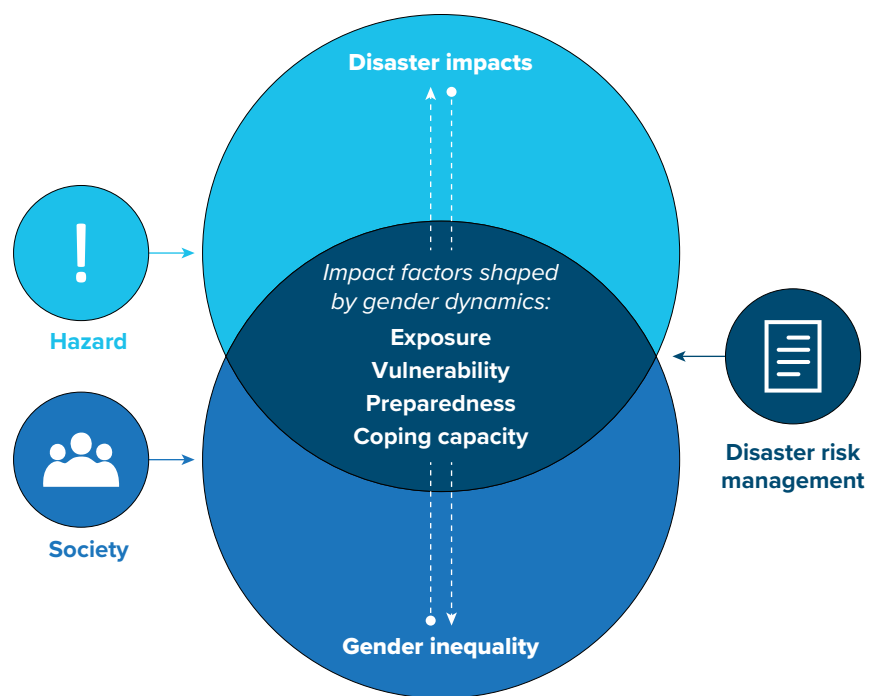 Disaster impacts
Impact factors shaped
by gender dynamics:
Exposure
Vulnerability
Preparedness
Coping capacity
Hazard
Society
Disaster risk
management
Gender inequality